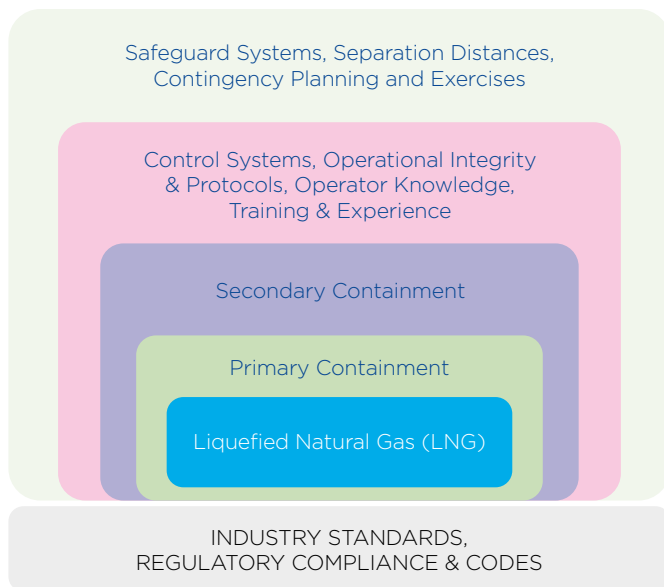 Safeguard Systems, Separation Distances,
Contingency Planning and Exercises
Control Systems, Operational Integrity
& Protocols, Operator Knowledge,
Training & Experience
Secondary Containment
Primary Containment
Liquefied Natural Gas (LNG)
INDUSTRY STANDARDS,
REGULATORY COMPLIANCE & CODES